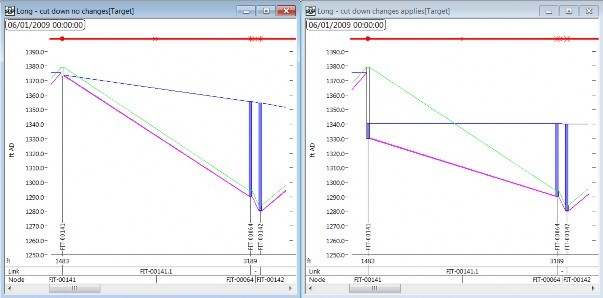 Long - cut down no changes[Target]
06/01/2009 00:00:00
1390.0
1380.0
1370.0
1360.0
1350.0
1340.0
1330.0
1320.0
1310.0
1300.0
1290.0
1280.0
1270.0
1260.0
1250.0
ft AD
FIT-00141
FIT-00064
FIT-00142
ft 1483 3189
Link FIT-00141.1 -
Node FIT-00141 FIT-00064 FIT-00142
Long - cut down changes applies[Target]
06/01/2009 00:00:00
1390.0
1380.0
1370.0
1360.0
1350.0
1340.0
1330.0
1320.0
1310.0
1300.0
1290.0
1280.0
1270.0
1260.0
1250.0
ft AD
FIT-00141
FIT-00064
FIT-00142
ft 1483 3189
Link FIT-00141.1 -
Node FIT-00141 FIT-00064 FIT-00142